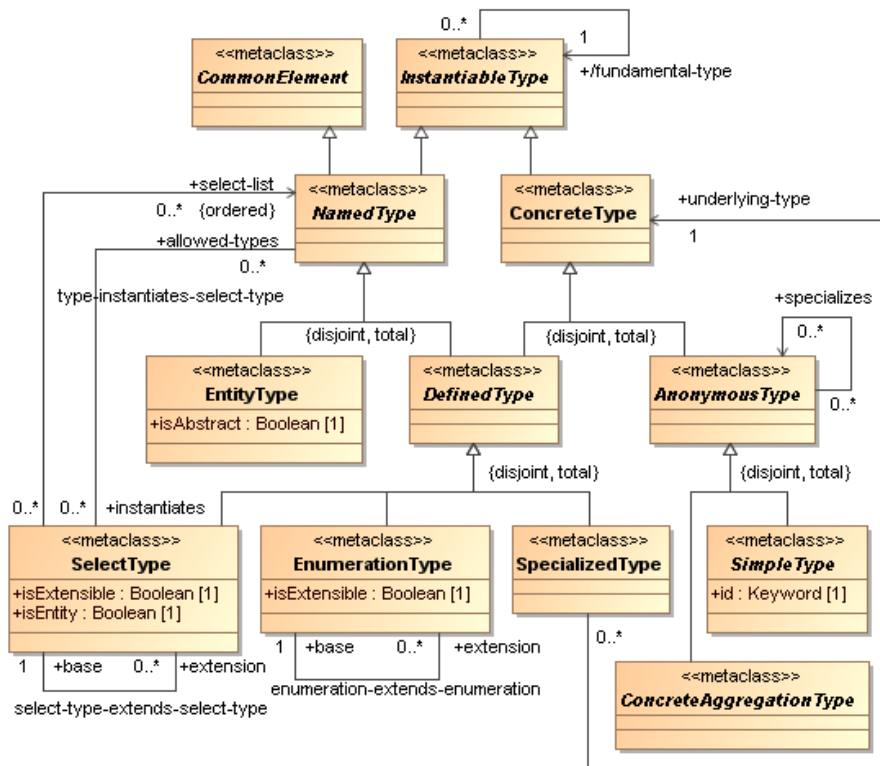 0..*
1
<<metaclass>>
CommonElement
<<metaclass>>
InstantiableType
+/fundamental-type
+select-list
0..* {ordered}
<<metaclass>>
NamedType
<<metaclass>>
ConcreteType
+underlying-type
1
+allowed-types
0..*
type-instantiates-select-type
+specializes
0..*
{disjoint, total}
{disjoint, total}
<<metaclass>>
EntityType
+isAbstract : Boolean [1]
<<metaclass>>
DefinedType
<<metaclass>>
AnonymousType
0..*
{disjoint, total}
{disjoint, total}
0..*
0..*
+instantiates
<<metaclass>>
SelectType
+isExtensible : Boolean [1]
+isEntity : Boolean [1]
<<metaclass>>
EnumerationType
+isExtensible : Boolean [1]
<<metaclass>>
SpecializedType
<<metaclass>>
SimpleType
+id : Keyword [1]
0..*
1
+base
0..*
+extension
select-type-extends-select-type
1
+base
0..*
+extension
enumeration-extends-enumeration
<<metaclass>>
ConcreteAggregationType